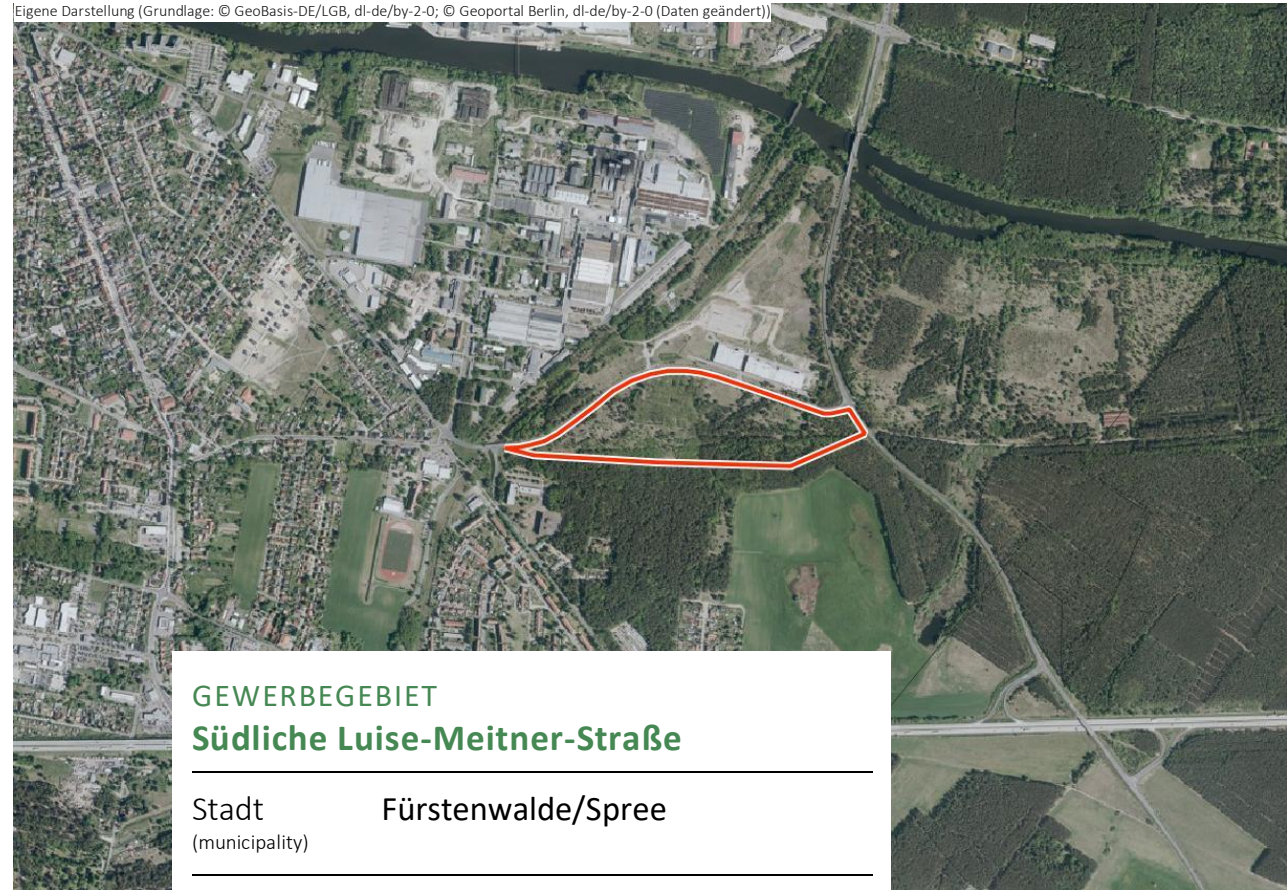 Eigene Darstellung (Grundlage: © GeoBasis-DE/LGB, dl-de/by-2-0; © Geoportal Berlin, dl-de/by-2-0 (Daten geändert))
GEWERBEGEBIET
Südliche Luise-Meitner-Straße
Stadt Fürstenwalde/Spree
(municipality)